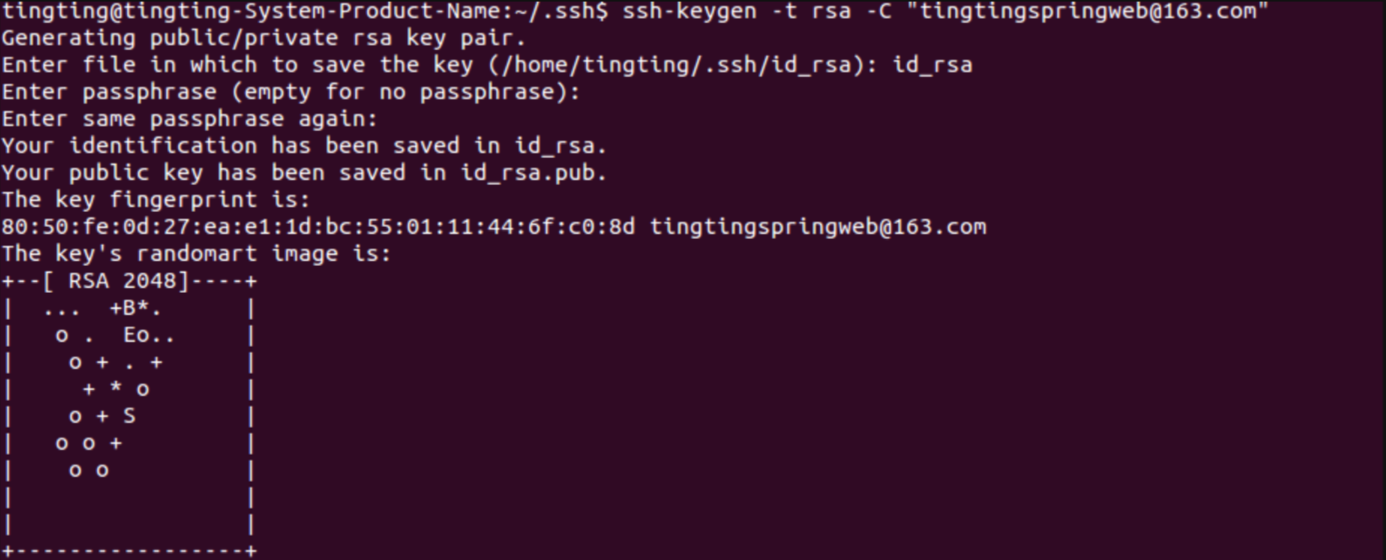 tingting@tingting-System-Product-Name:~/.ssh$ ssh-keygen -t rsa -C "tingtingspringweb@163.com"
Generating public/private rsa key pair.
Enter file in which to save the key (/home/tingting/.ssh/id_rsa): id_rsa
Enter passphrase (empty for no passphrase):
Enter same passphrase again:
Your identification has been saved in id_rsa.
Your public key has been saved in id_rsa.pub.
The key fingerprint is:
80:50:fe:0d:27:ea:e1:1d:bc:55:01:11:44:6f:c0:8d tingtingspringweb@163.com
The key's randomart image is:
+--[ RSA 2048]----+
|  ...  +B*.      |
|   o .  Eo..     |
|    o + . +      |
|     + * o       |
|    o + S        |
|   o o +         |
|    o o          |
|                 |
|                 |
+-----------------+